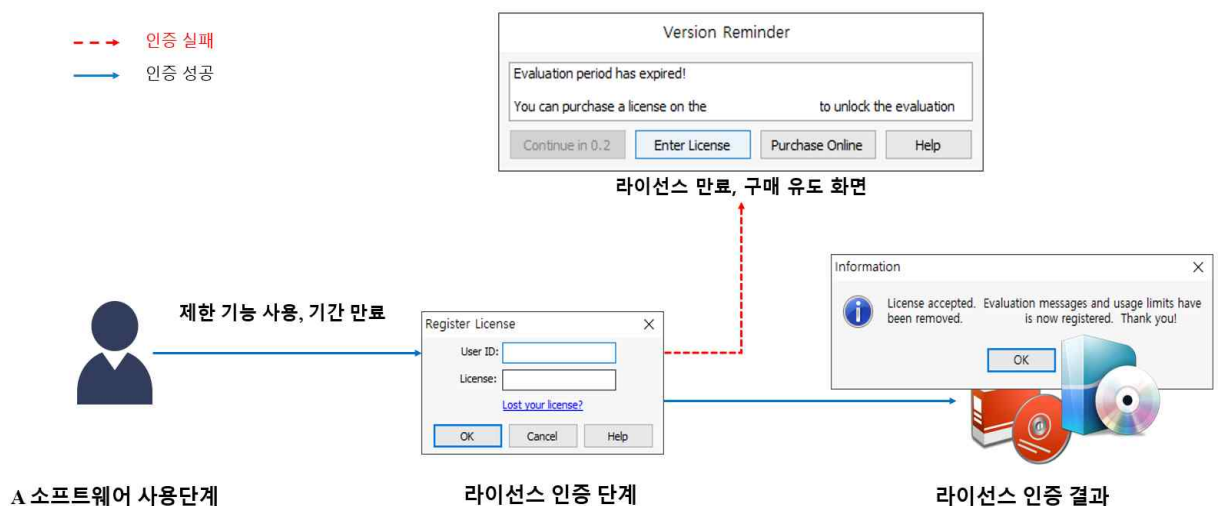 인증 실패
인증 성공
Version Reminder
Evaluation period has expired!
You can purchase a license on the to unlock the evaluation
Continue in 0.2 Enter License Purchase Online Help
라이선스 만료, 구매 유도 화면
제한 기능 사용, 기간 만료
Register License
User ID:
License:
Lost your license?
OK Cancel Help
Information
License accepted. Evaluation messages and usage limits have
been removed. is now registered. Thank you!
OK
A 소프트웨어 사용단계
라이선스 인증 단계
라이선스 인증 결과